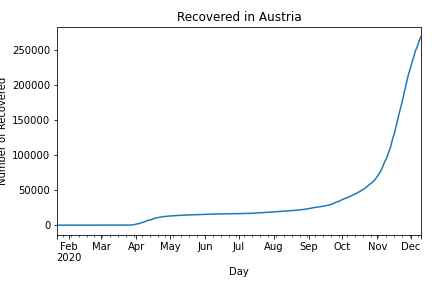 Recovered in Austria
250000
200000
150000
100000
50000
0
Number of Recovered
Feb Mar Apr May Jun Jul Aug Sep Oct Nov Dec
2020
Day